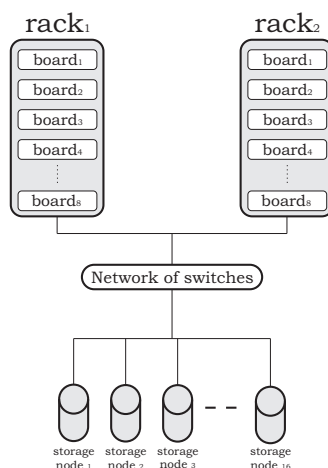 rack₁
board₁
board₂
board₃
board₄
board₈
rack₂
board₁
board₂
board₃
board₄
board₈
Network of switches
storage
node ₁
storage
node ₂
storage
node ₃
storage
node ₁₆